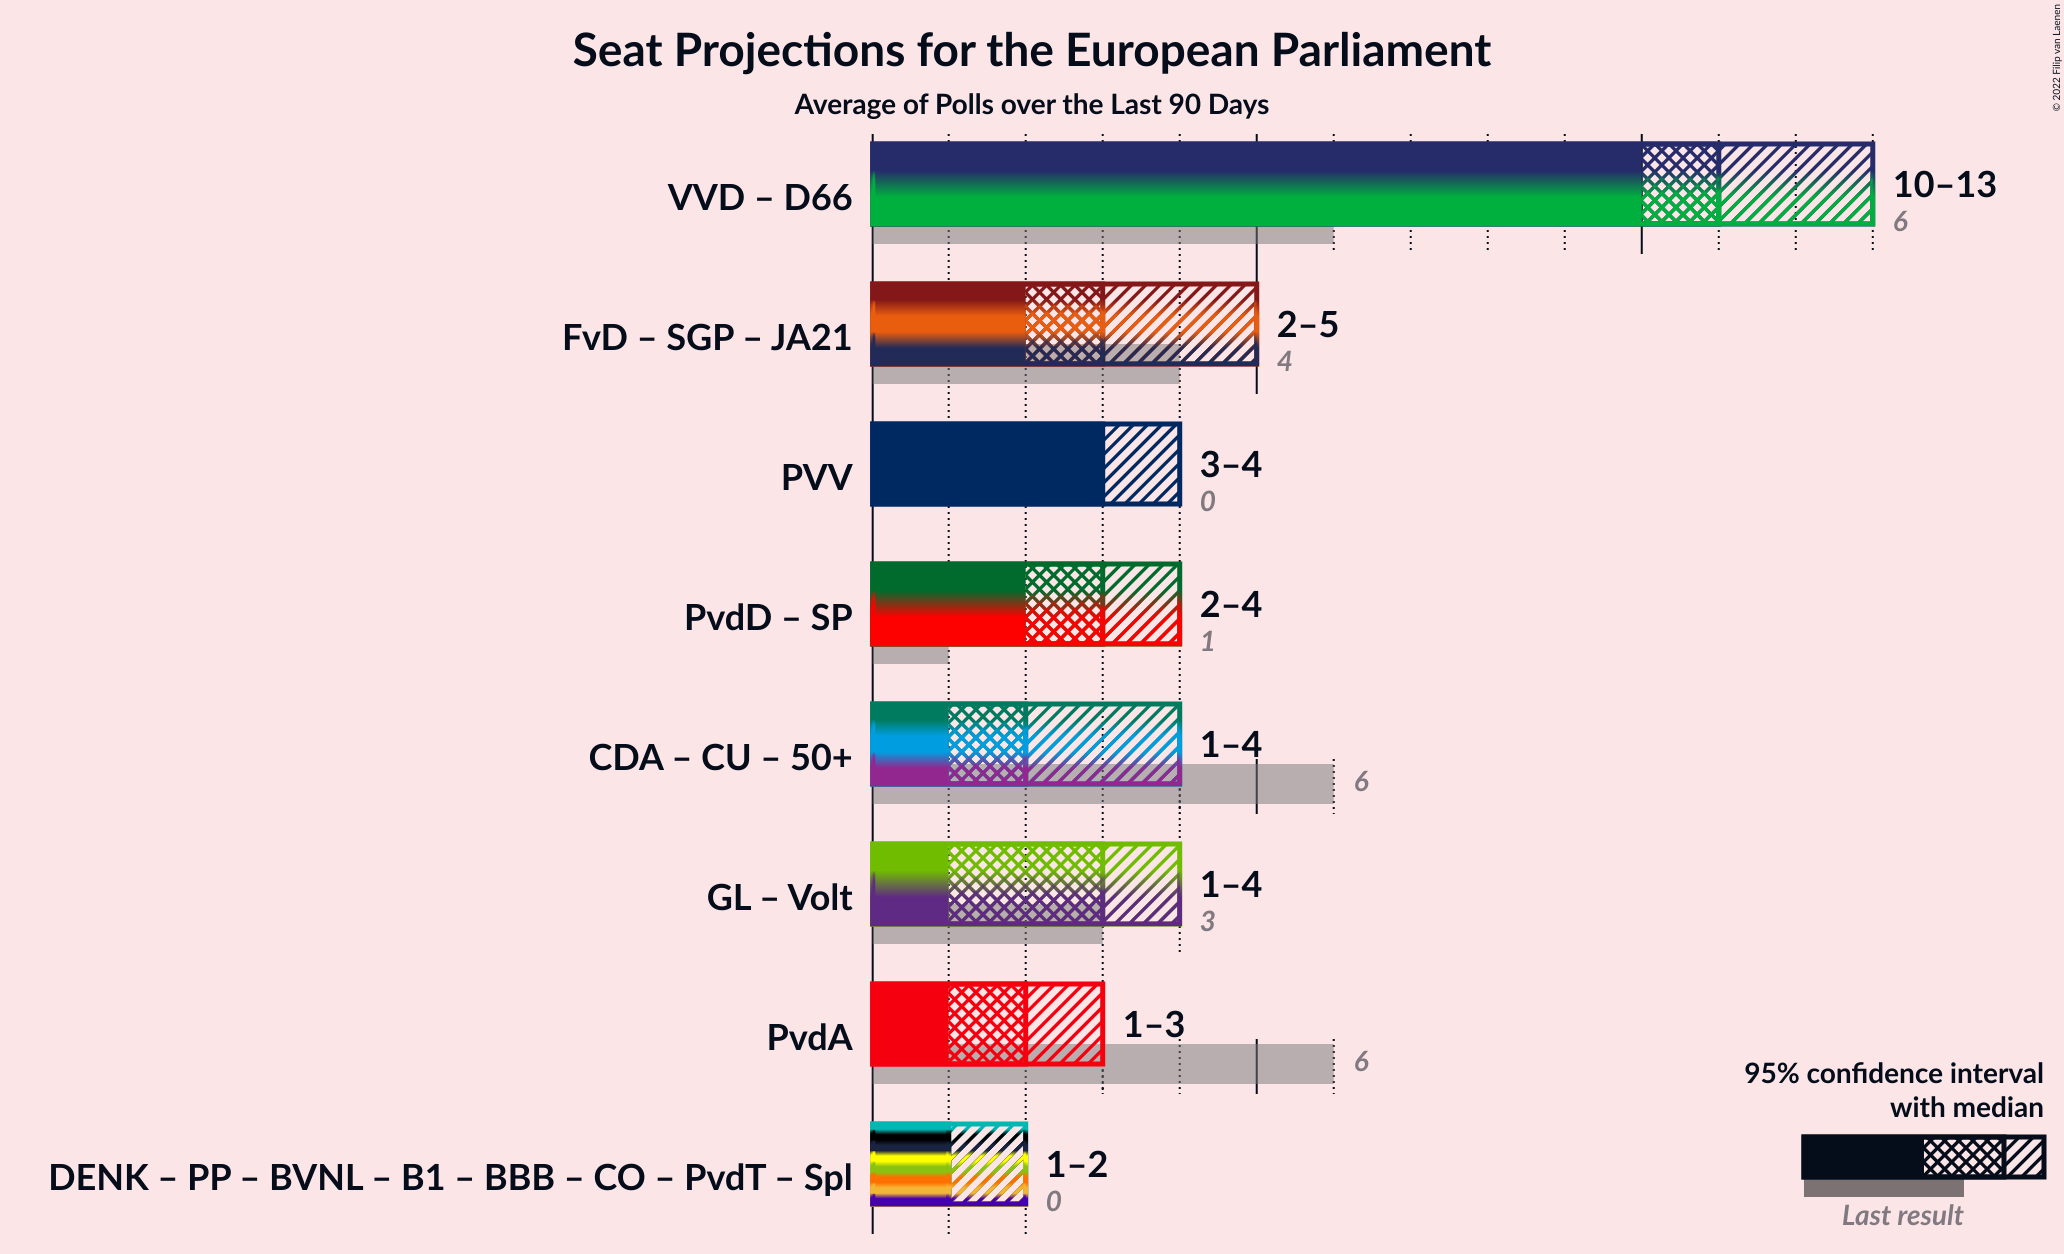 Seat Projections for the European Parliament
Average of Polls over the Last 90 Days
© 2022 Filip van Laenen
VVD – D66
10–13
6
FvD – SGP – JA21
2–5
4
PVV
3–4
0
PvdD – SP
2–4
1
CDA – CU – 50+
1–4
6
GL – Volt
1–4
3
PvdA
1–3
6
DENK – PP – BVNL – B1 – BBB – CO – PvdT – Spl
1–2
0
95% confidence interval
with median
Last result